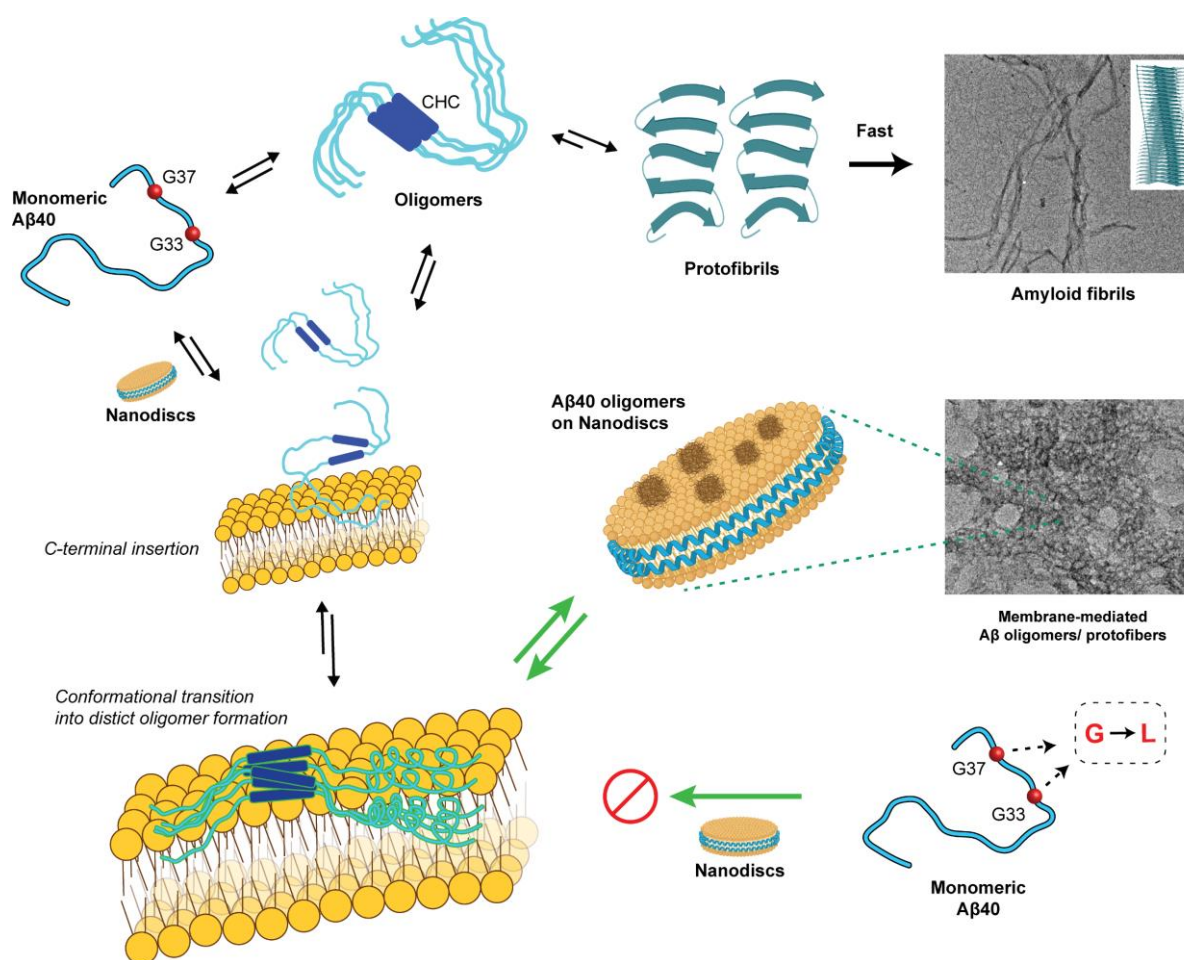 CHC
G37
Monomeric
Aβ40
G33
Oligomers
Protofibrils
Fast
Amyloid fibrils
Nanodiscs
Aβ40 oligomers
on Nanodiscs
C-terminal insertion
Membrane-mediated
Aβ oligomers/ protofibers
Conformational transition
into distict oligomer formation
G → L
G37
G33
Nanodiscs
Monomeric
Aβ40